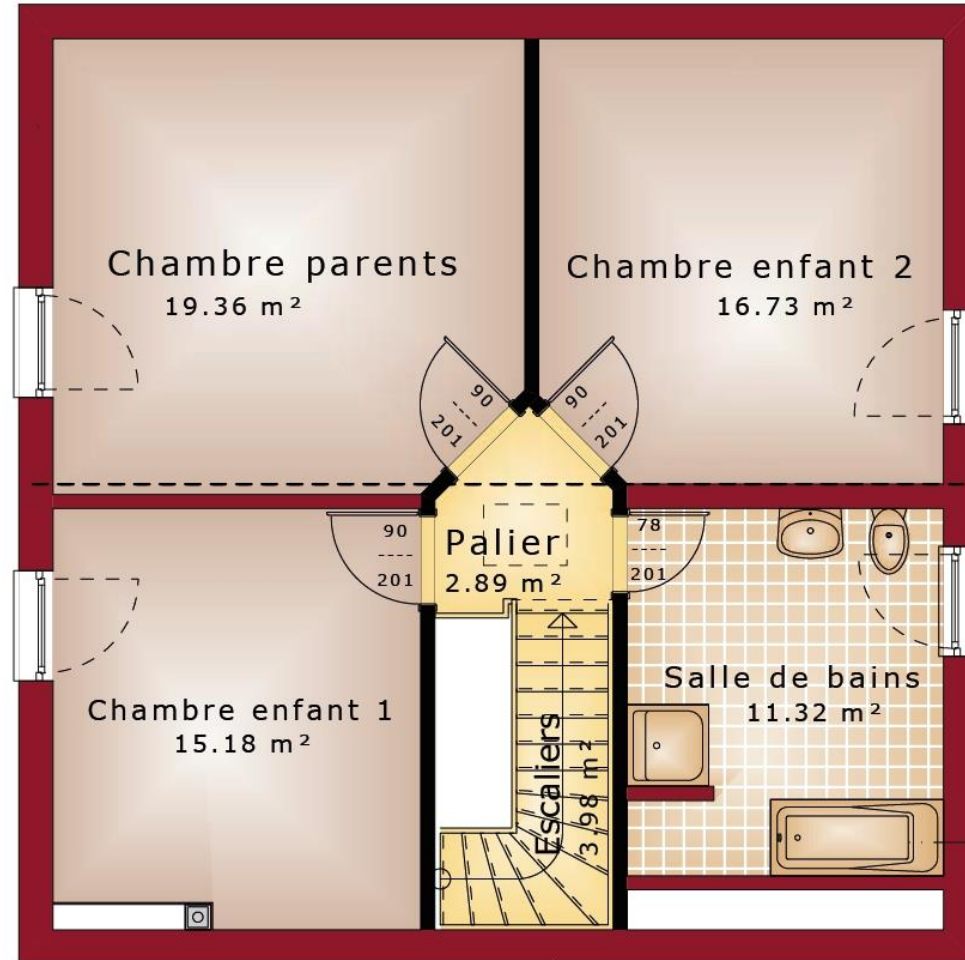 Chambre parents
19.36 m²
Chambre enfant 2
16.73 m²
90
201
90
201
90
201
Palier
2.89 m²
78
201
Chambre enfant 1
15.18 m²
Escaliers
3.98 m²
Salle de bains
11.32 m²